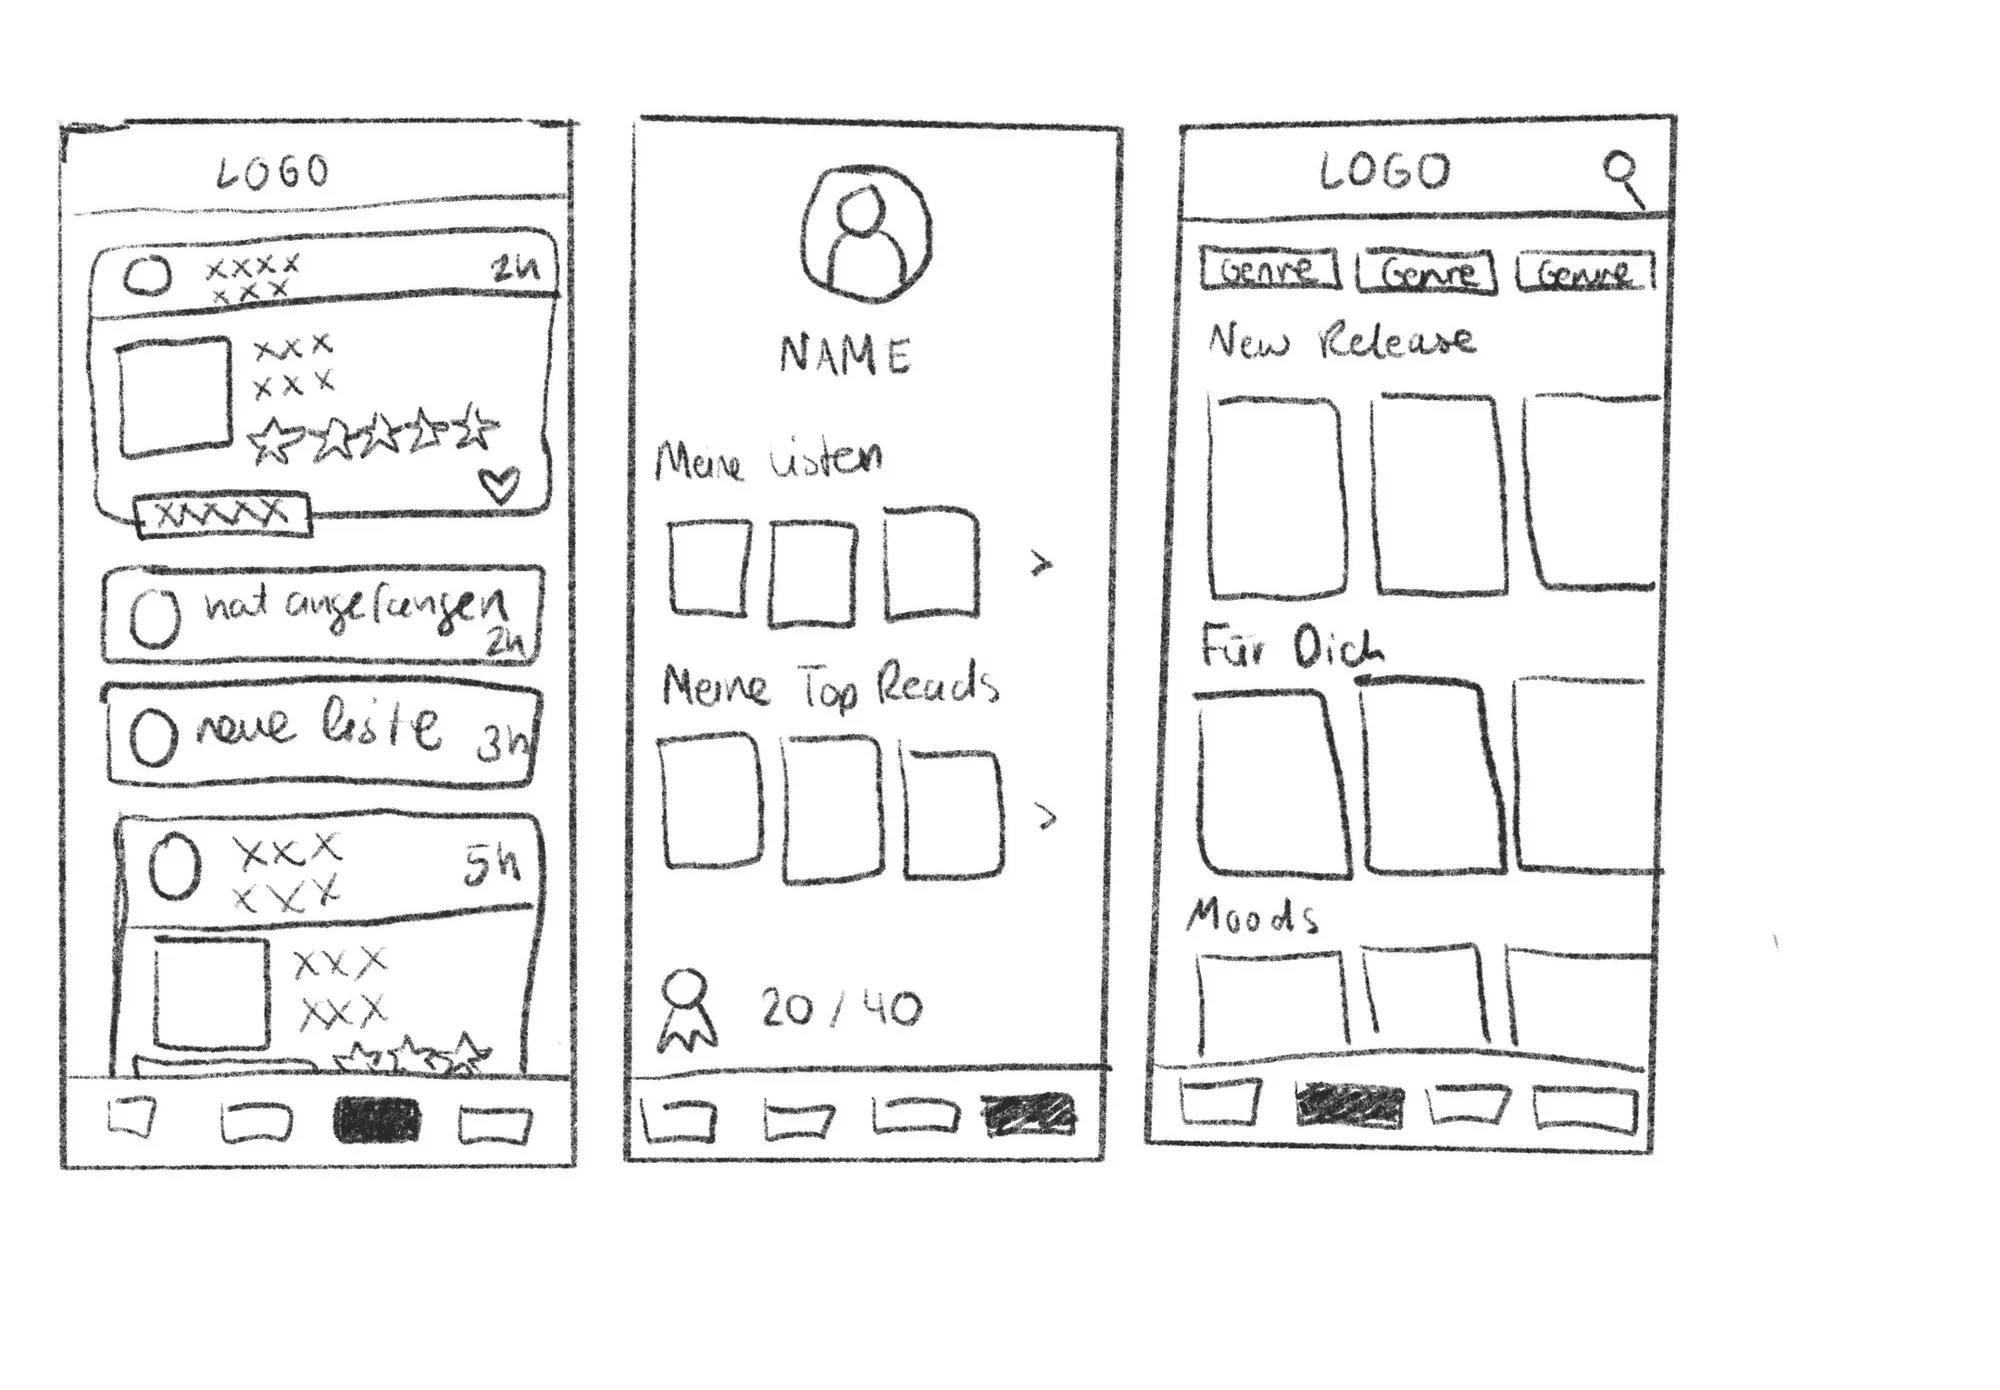 LOGO
xxxx
xxx
2h
xxx
xxx
XXXXX
hat angefangen
2h
neue liste
3h
XXX
XXX
5h
XXX
XXX
NAME
Meine Listen
>
Meine Top Reads
>
20 / 40
LOGO
Genre Genre Genre
New Release
Für Dich
Moods